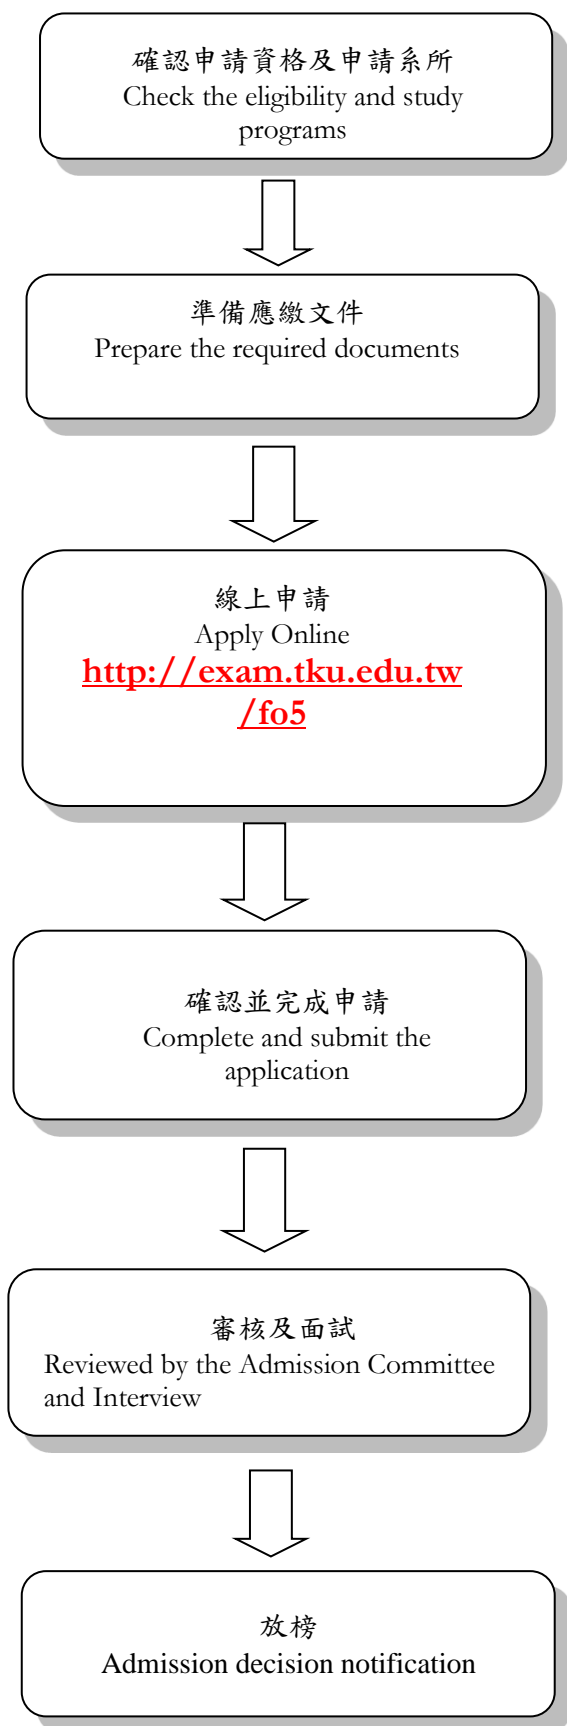 確認申請資格及申請系所
Check the eligibility and study
programs
準備應繳文件
Prepare the required documents
線上申請
Apply Online
http://exam.tku.edu.tw
/fo5
確認並完成申請
Complete and submit the
application
審核及面試
Reviewed by the Admission Committee
and Interview
放榜
Admission decision notification